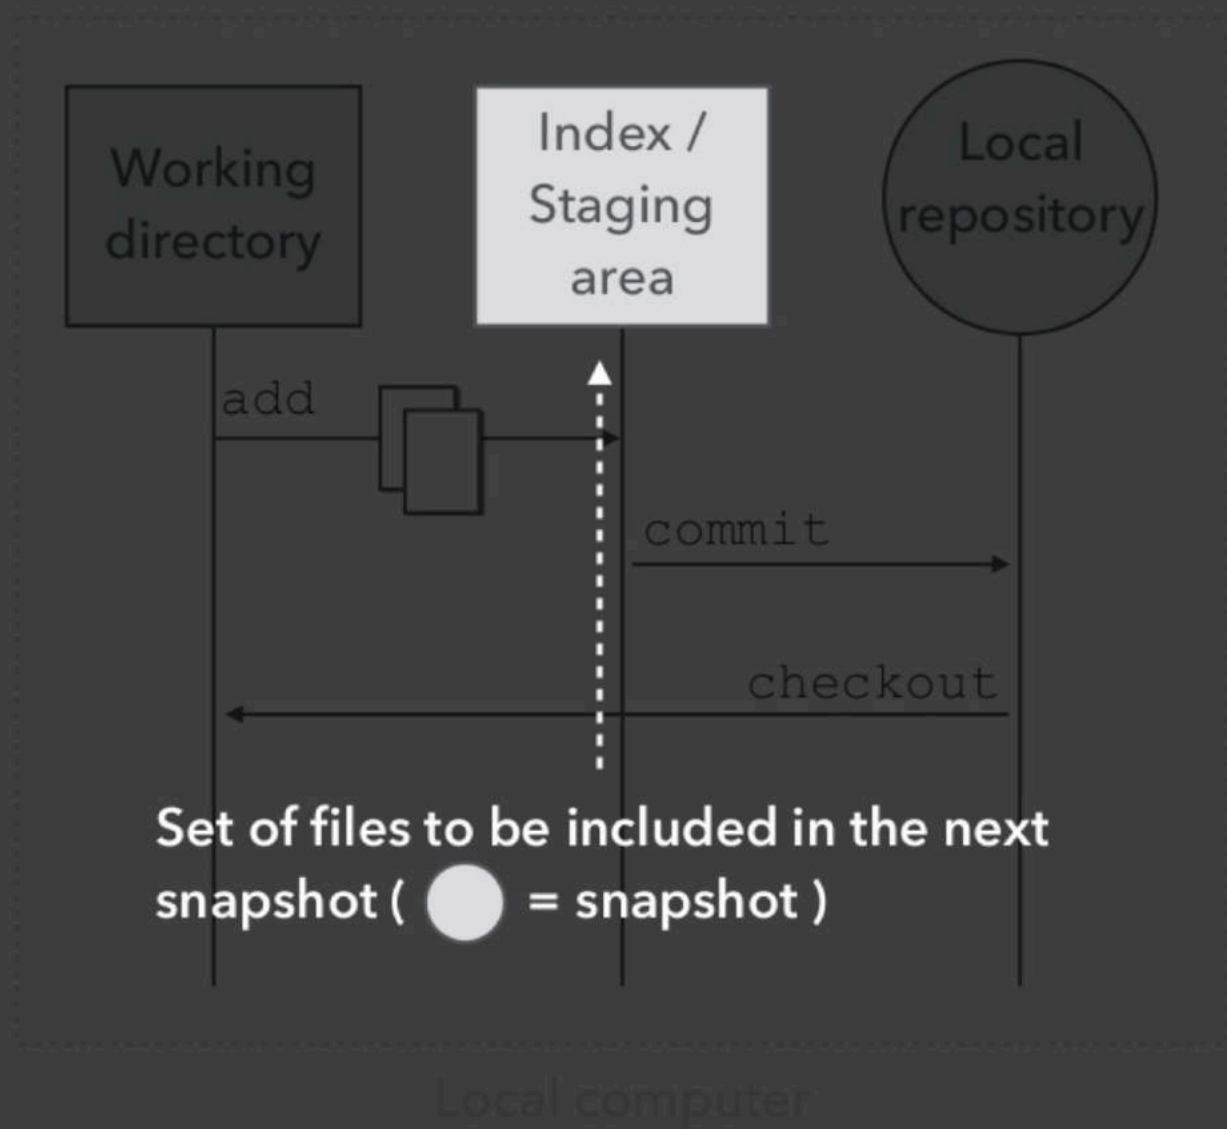 Working
directory
Index /
Staging
area
Local
repository
add
commit
checkout
Set of files to be included in the next
snapshot ( = snapshot )
Local computer